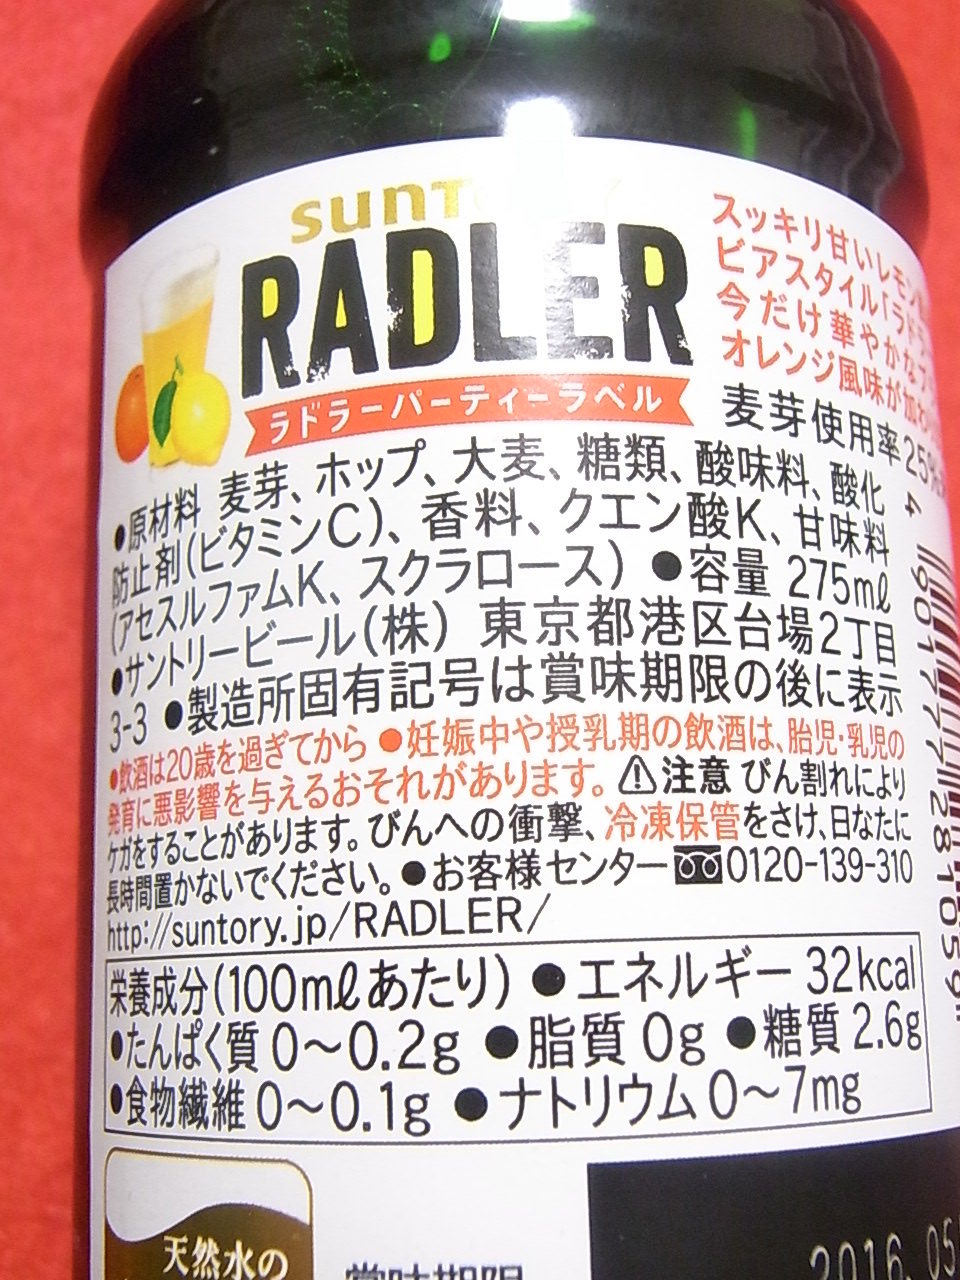 SUNTORY
RADLER
ラドラーパーティーラベル
スッキリ甘いレモン
ビアスタイル「ラドラ
今だけ華やかな
オレンジ風味が加わ
麦芽使用率25%
●原材料 麦芽、ホップ、大麦、糖類、酸味料、酸化
防止剤(ビタミンC)、香料、クエン酸K、甘味料
(アセスルファムK、スクラロース) ●容量 275mℓ
●サントリービール(株) 東京都港区台場2丁目
3-3 ●製造所固有記号は賞味期限の後に表示
●飲酒は20歳を過ぎてから ●妊娠中や授乳期の飲酒は、胎児・乳児の
発育に悪影響を与えるおそれがあります。⚠注意 びん割れにより
ケガをすることがあります。びんへの衝撃、冷凍保管をさけ、日なたに
長時間置かないでください。●お客様センター 0120-139-310
http://suntory.jp/RADLER/
栄養成分(100mℓあたり) ●エネルギー 32kcal
●たんぱく質 0〜0.2g ●脂質 0g ●糖質 2.6g
●食物繊維 0〜0.1g ●ナトリウム 0〜7mg
4 901777 281059
天然水の
賞味期限
2016.05